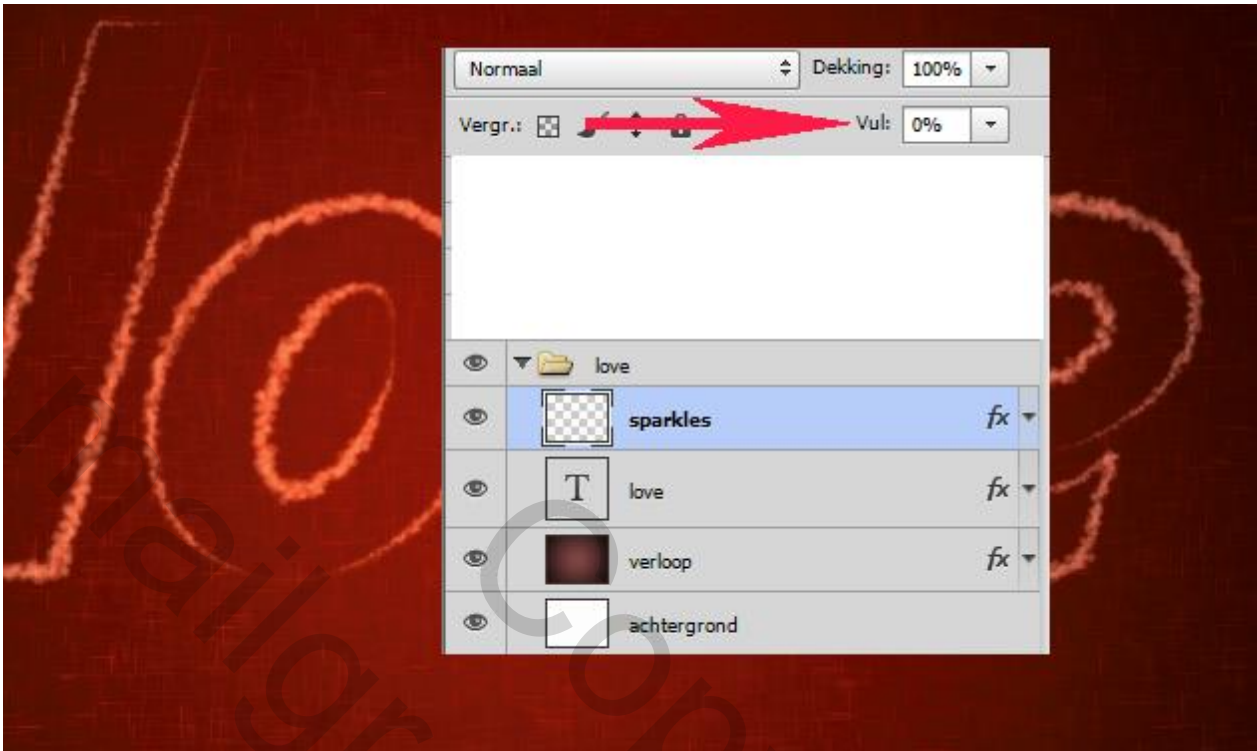 Normaal Dekking: 100%
Vergr.: Vul: 0%
love
sparkles fx
T love fx
verloop fx
achtergrond